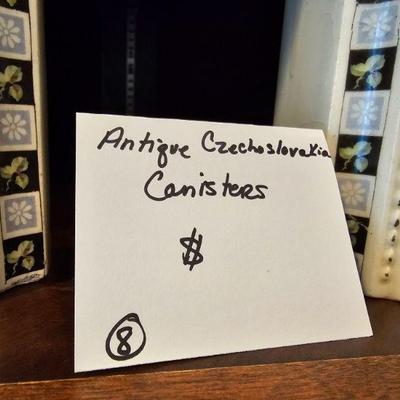 Antique Czechoslovakia
Canisters
$
8